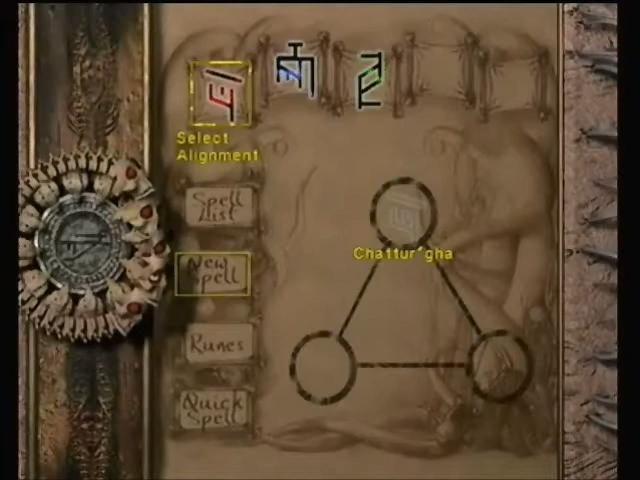 Select
Alignment
Spell
List
Chattur'gha
New
Spell
Runes
Quick
Spell